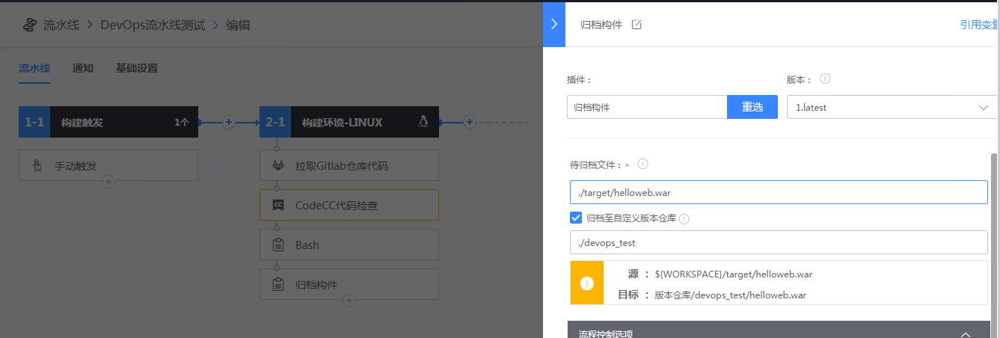 流水线 > DevOps流水线测试 > 编辑
流水线 通知 基础设置
1-1 构建触发 1个
手动触发
2-1 构建环境-LINUX
拉取Gitlab仓库代码
CodeCC代码检查
Bash
归档构件
归档构件
引用变量
插件：
版本：
归档构件 重选
1.latest
待归档文件：*
./target/helloweb.war
归档至自定义版本仓库
./devops_test
源 ：${WORKSPACE}/target/helloweb.war
目标 ：版本仓库/devops_test/helloweb.war
流程控制选项